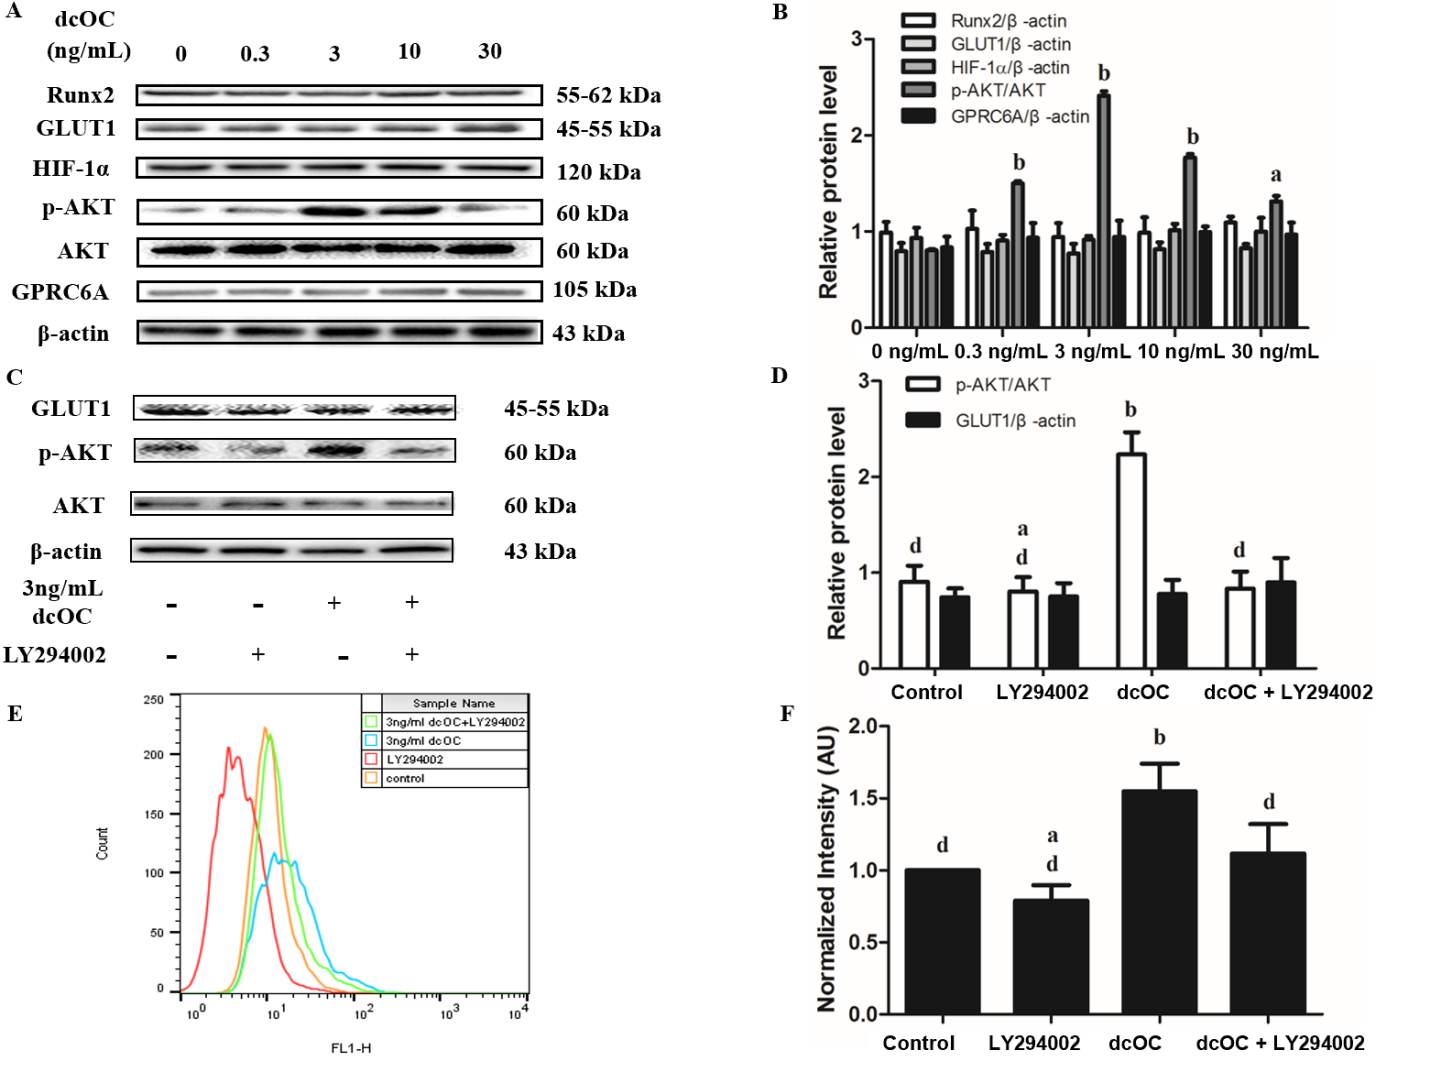 A
dcOC
(ng/mL)
0 0.3 3 10 30
Runx2 55-62 kDa
GLUT1 45-55 kDa
HIF-1α 120 kDa
p-AKT 60 kDa
AKT 60 kDa
GPRC6A 105 kDa
β-actin 43 kDa
B
Runx2/β -actin
GLUT1/β -actin
HIF-1α/β -actin
p-AKT/AKT
GPRC6A/β -actin
Relative protein level
3
2
1
0
b b b a
0 ng/mL 0.3 ng/mL 3 ng/mL 10 ng/mL 30 ng/mL
C
GLUT1 45-55 kDa
p-AKT 60 kDa
AKT 60 kDa
β-actin 43 kDa
3ng/mL
dcOC
- - + +
LY294002 - + - +
D
p-AKT/AKT
GLUT1/β -actin
Relative protein level
3
2
1
0
d
a
d
b
d
Control LY294002 dcOC dcOC + LY294002
E
Sample Name
3ng/ml dcOC+LY294002
3ng/ml dcOC
LY294002
control
Count
250
200
150
100
50
0
10⁰ 10¹ 10² 10³ 10⁴
FL1-H
F
Normalized Intensity (AU)
2.0
1.5
1.0
0.5
0.0
d
a
d
b
d
Control LY294002 dcOC dcOC + LY294002